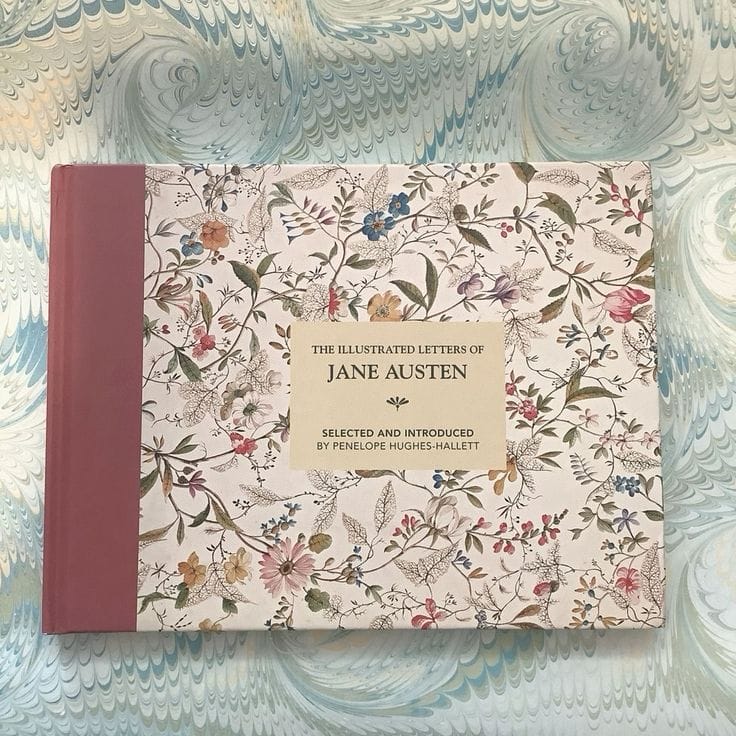 THE ILLUSTRATED LETTERS OF
JANE AUSTEN
SELECTED AND INTRODUCED
BY PENELOPE HUGHES-HALLETT